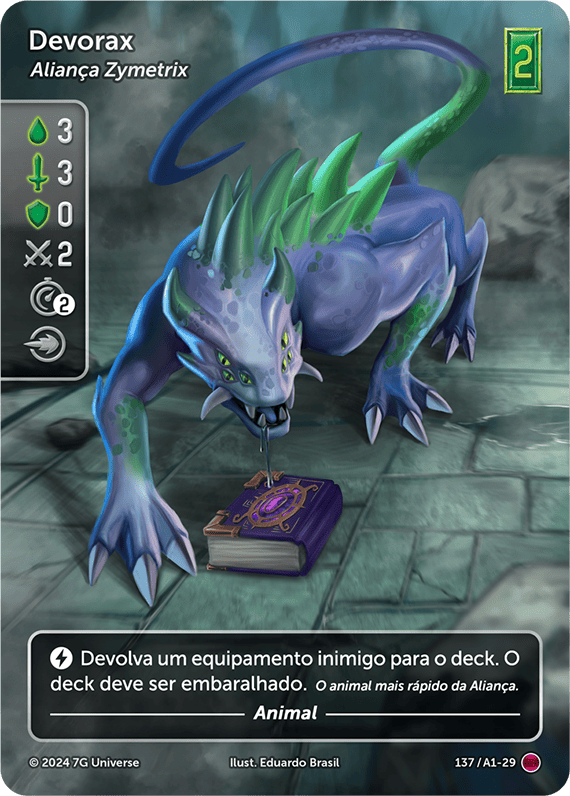 Devorax
Aliança Zymetrix
2
3
3
0
2
2
Devolva um equipamento inimigo para o deck. O
deck deve ser embaralhado. O animal mais rápido da Aliança.
Animal
© 2024 7G Universe
Ilust. Eduardo Brasil
137 / A1-29